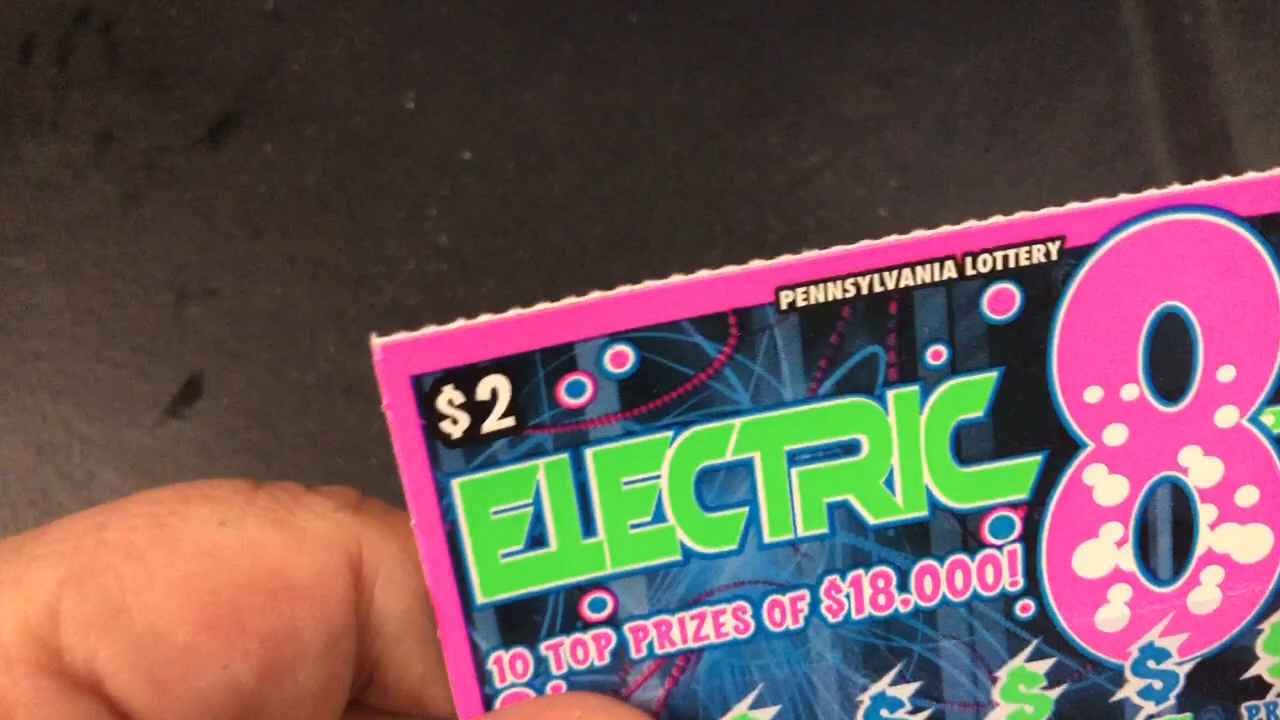 PENNSYLVANIA LOTTERY
$2
ELECTRIC 8
10 TOP PRIZES OF $18,000!
$ $ $ $